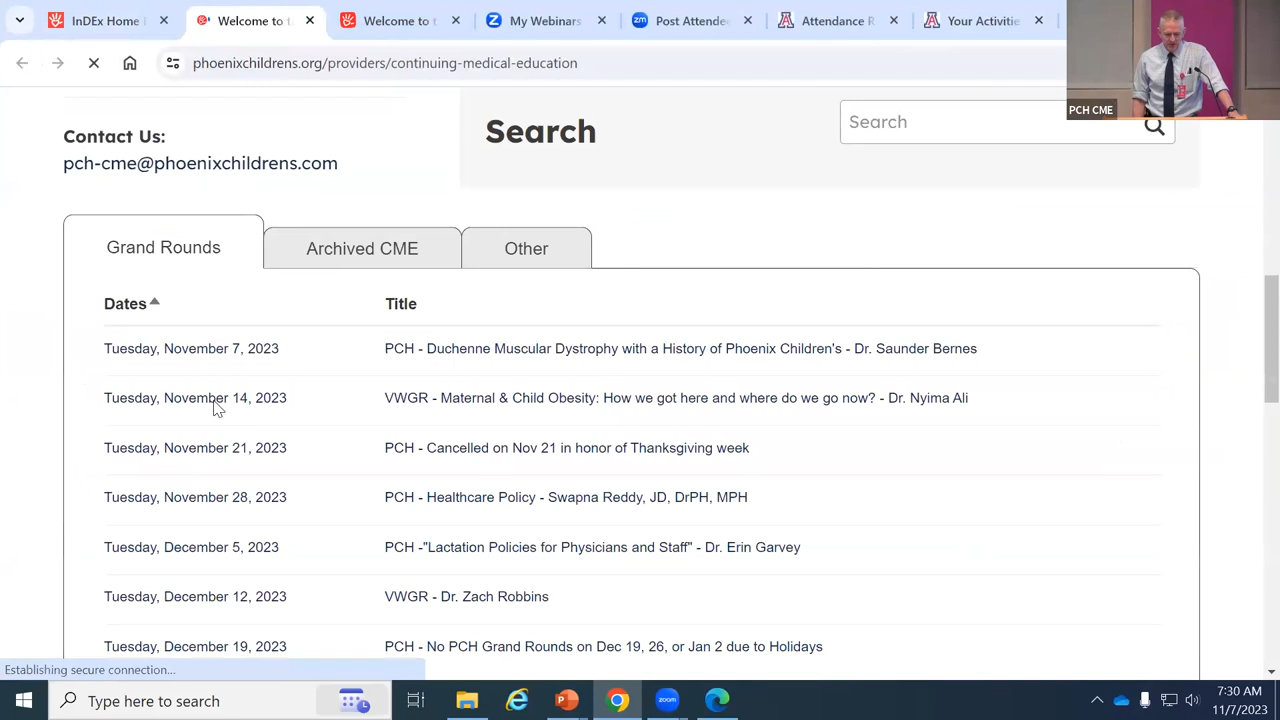 InDEx Home
Welcome to t
Welcome to t
My Webinars
Post Attende
Attendance R
Your Activitie
phoenixchildrens.org/providers/continuing-medical-education
PCH CME
Contact Us:
pch-cme@phoenixchildrens.com
Search
Search
Grand Rounds
Archived CME
Other
Dates
Title
Tuesday, November 7, 2023
PCH - Duchenne Muscular Dystrophy with a History of Phoenix Children's - Dr. Saunder Bernes
Tuesday, November 14, 2023
VWGR - Maternal & Child Obesity: How we got here and where do we go now? - Dr. Nyima Ali
Tuesday, November 21, 2023
PCH - Cancelled on Nov 21 in honor of Thanksgiving week
Tuesday, November 28, 2023
PCH - Healthcare Policy - Swapna Reddy, JD, DrPH, MPH
Tuesday, December 5, 2023
PCH -"Lactation Policies for Physicians and Staff" - Dr. Erin Garvey
Tuesday, December 12, 2023
VWGR - Dr. Zach Robbins
Tuesday, December 19, 2023
PCH - No PCH Grand Rounds on Dec 19, 26, or Jan 2 due to Holidays
Establishing secure connection...
Type here to search
zoom
7:30 AM
11/7/2023